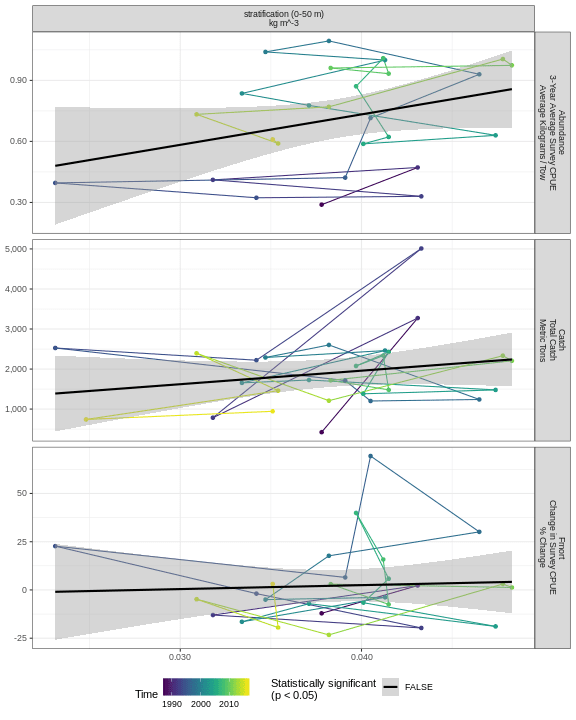 stratification (0-50 m)
kg m^-3
0.90
0.60
0.30
Abundance
3-Year Average Survey CPUE
Average Kilograms / Tow
5,000
4,000
3,000
2,000
1,000
Catch
Total Catch
Metric Tons
50
25
0
-25
Fmort
Change in Survey CPUE
% Change
0.030
0.040
Time
1990 2000 2010
Statistically significant
(p < 0.05)
FALSE